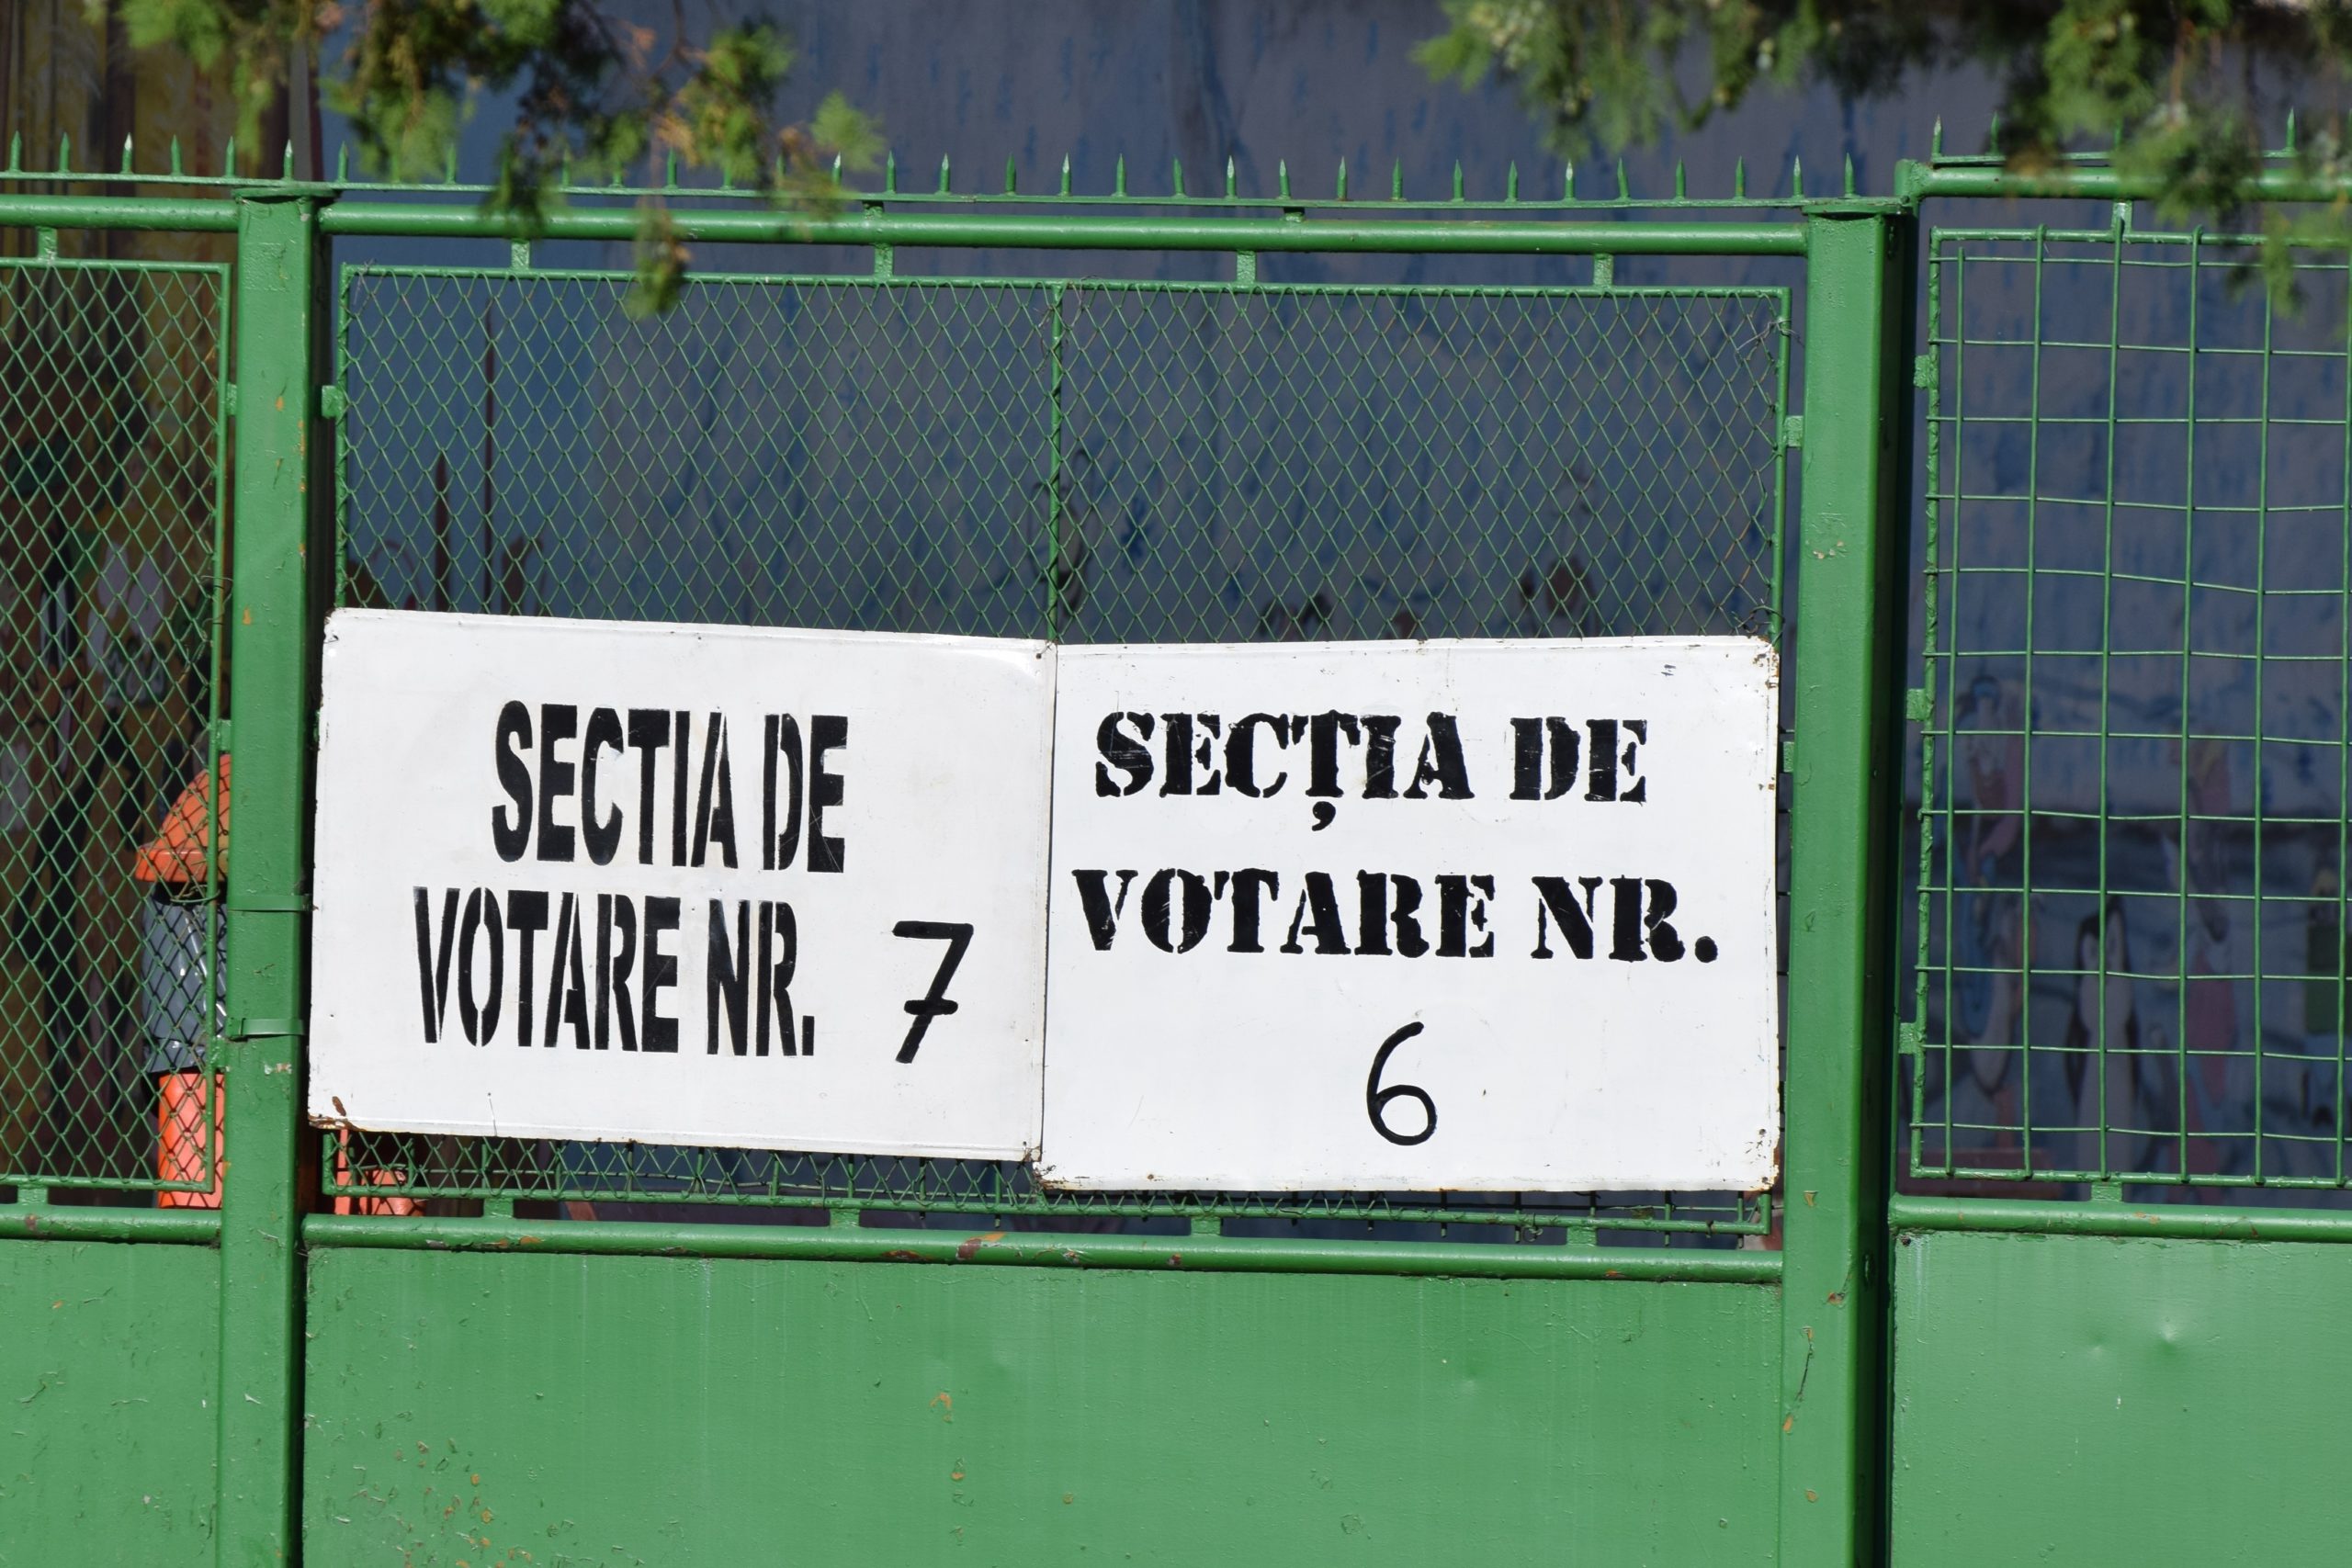 SECTIA DE
VOTARE NR. 7
SECȚIA DE
VOTARE NR.
6